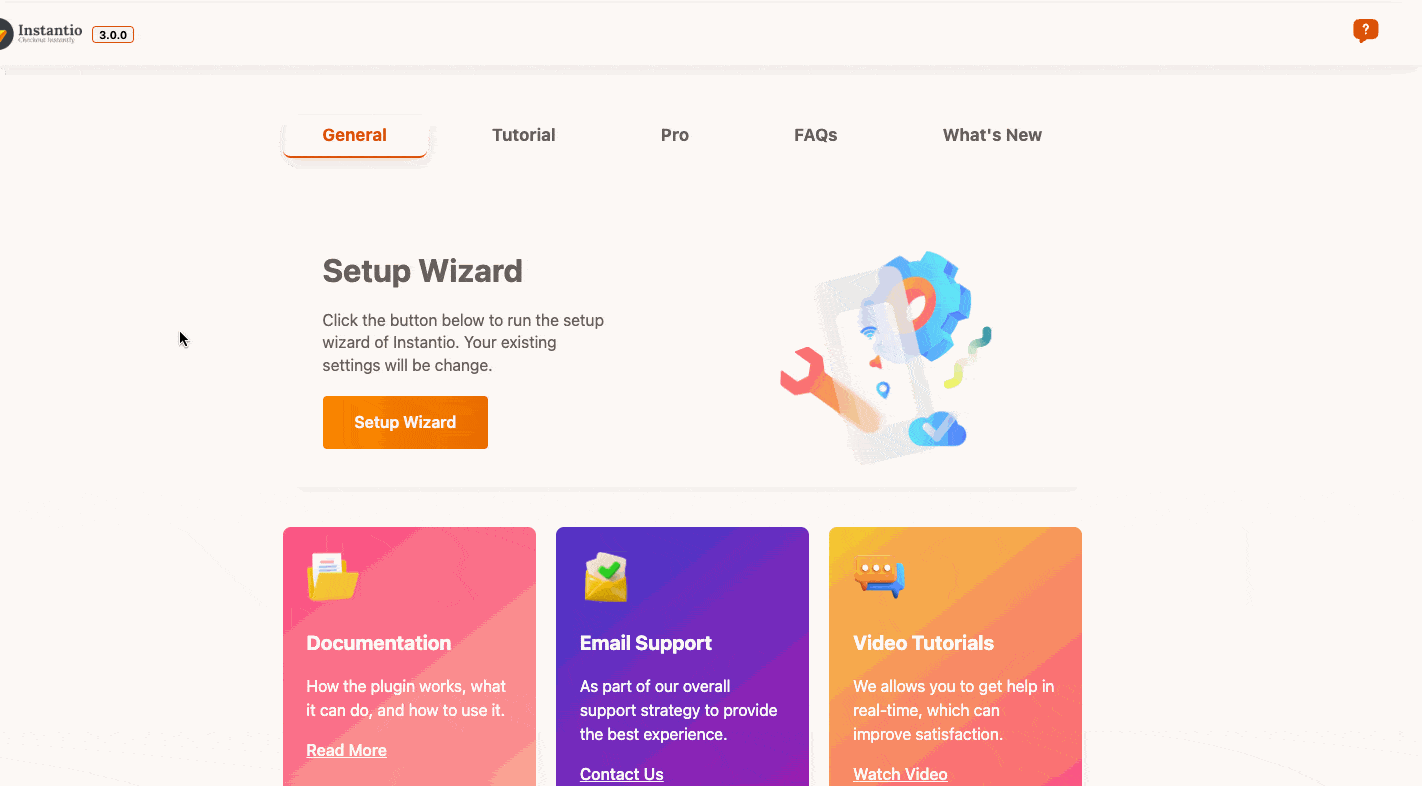 Instantio
Checkout Instantly
3.0.0
?
General
Tutorial
Pro
FAQs
What's New
Setup Wizard
Click the button below to run the setup
wizard of Instantio. Your existing
settings will be change.
Setup Wizard
Documentation
How the plugin works, what
it can do, and how to use it.
Read More
Email Support
As part of our overall
support strategy to provide
the best experience.
Contact Us
Video Tutorials
We allows you to get help in
real-time, which can
improve satisfaction.
Watch Video